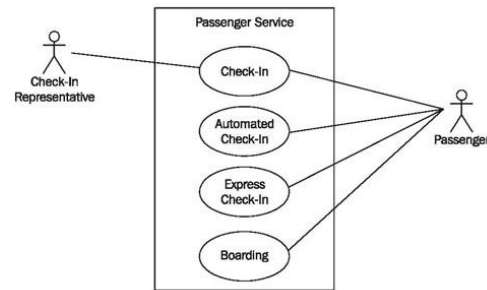 Passenger Service
Check-In
Representative
Check-In
Automated
Check-In
Express
Check-In
Boarding
Passenger